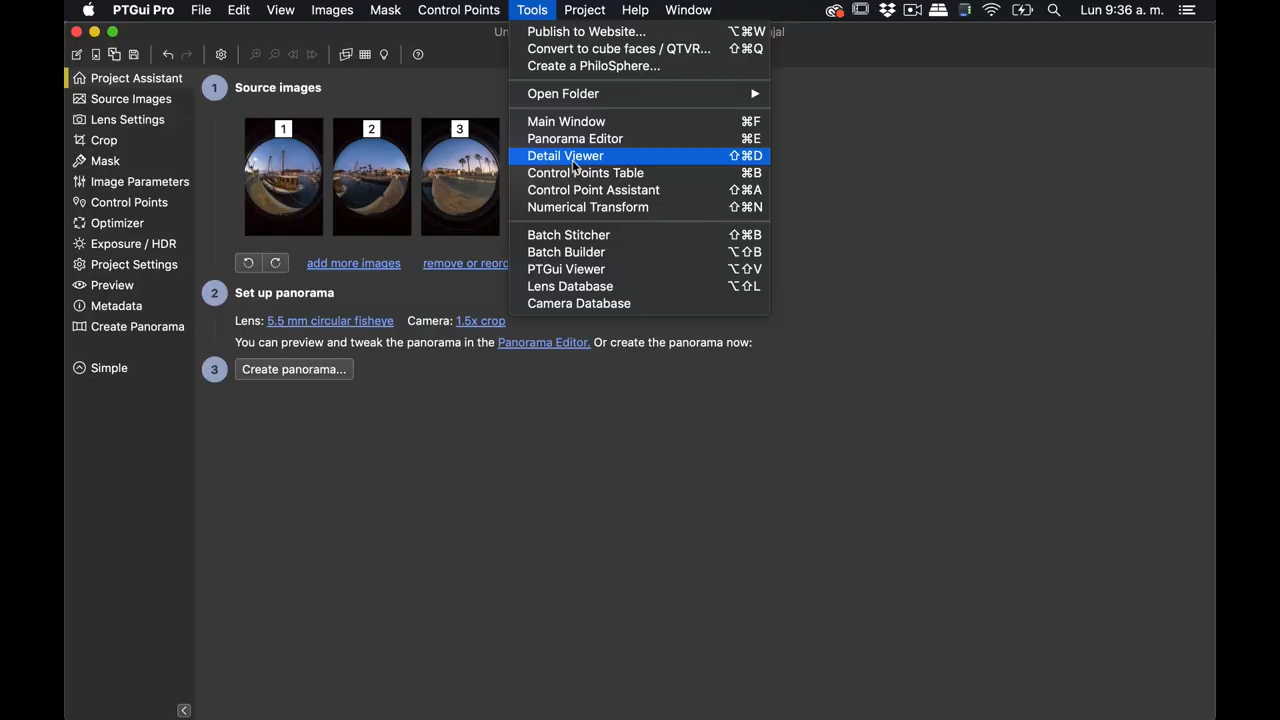 PTGui Pro File Edit View Images Mask Control Points Tools Project Help Window Lun 9:36 a. m.
Project Assistant
Source Images
Lens Settings
Crop
Mask
Image Parameters
Control Points
Optimizer
Exposure / HDR
Project Settings
Preview
Metadata
Create Panorama
Simple
1 Source images
1 2 3
add more images
2 Set up panorama
Lens: 5.5 mm circular fisheye Camera: 1.5x crop
You can preview and tweak the panorama in the Panorama Editor. Or create the panorama now:
3 Create panorama...
Publish to Website... ⌥⌘W
Convert to cube faces / QTVR... ⇧⌘Q
Create a PhiloSphere...
Open Folder
Main Window ⌘F
Panorama Editor ⌘E
Detail Viewer ⇧⌘D
Control Points Table ⌘B
Control Point Assistant ⇧⌘A
Numerical Transform ⇧⌘N
Batch Stitcher ⇧⌘B
Batch Builder ⌥⇧B
PTGui Viewer ⌥⇧V
Lens Database ⌥⇧L
Camera Database